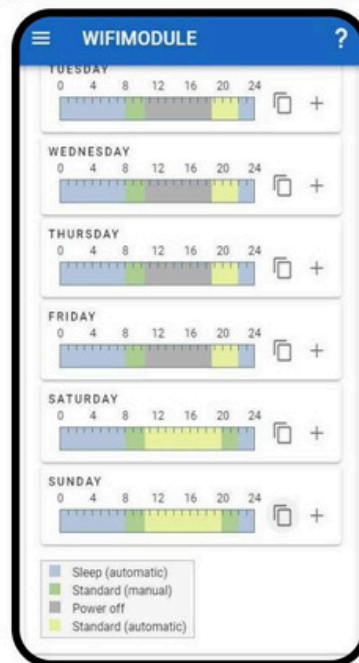 WIFIMODULE ?
TUESDAY
0 4 8 12 16 20 24
WEDNESDAY
0 4 8 12 16 20 24
THURSDAY
0 4 8 12 16 20 24
FRIDAY
0 4 8 12 16 20 24
SATURDAY
0 4 8 12 16 20 24
SUNDAY
0 4 8 12 16 20 24
Sleep (automatic)
Standard (manual)
Power off
Standard (automatic)